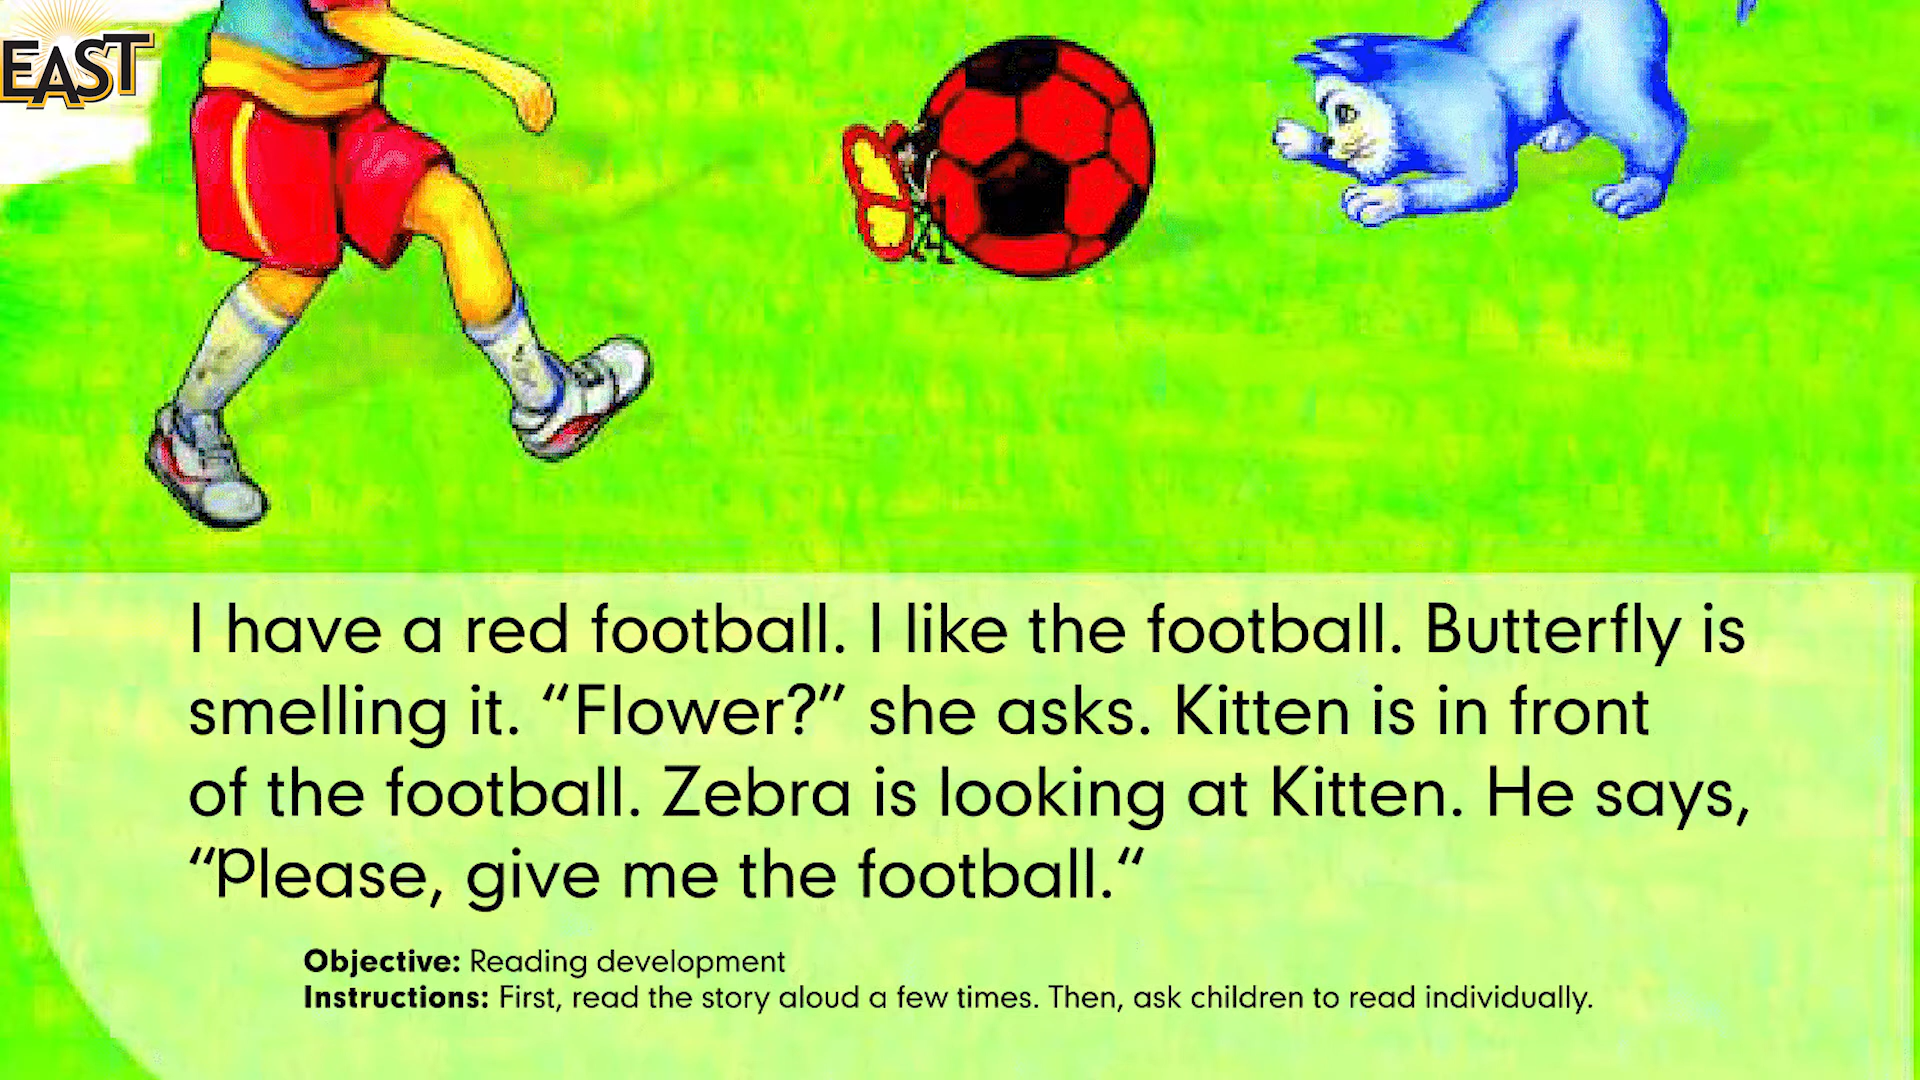 EAST
I have a red football. I like the football. Butterfly is
smelling it. “Flower?” she asks. Kitten is in front
of the football. Zebra is looking at Kitten. He says,
“Please, give me the football.“
Objective: Reading development
Instructions: First, read the story aloud a few times. Then, ask children to read individually.